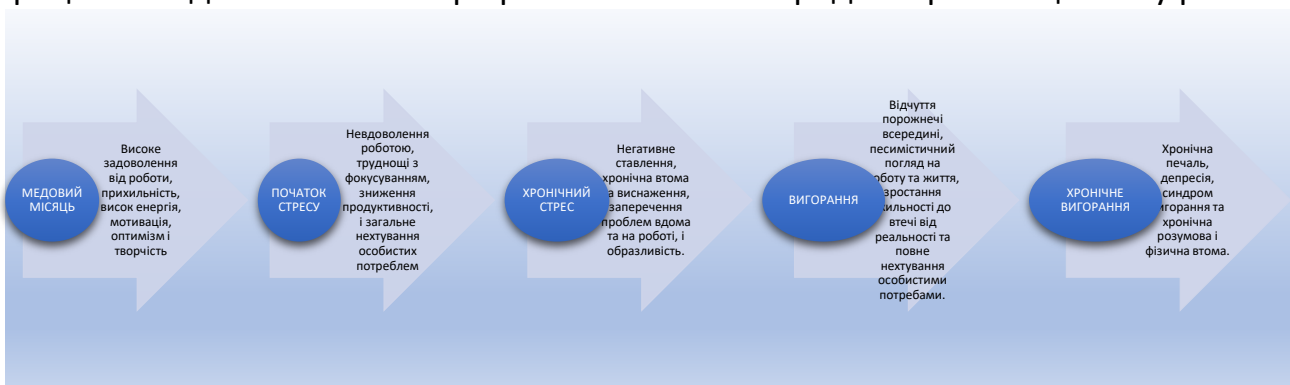 МЕДОВИЙ
МІСЯЦЬ
Високе
задоволення
від роботи,
прихильність,
висок енергія,
мотивація,
оптимізм і
творчість
ПОЧАТОК
СТРЕСУ
Невдоволення
роботою,
труднощі з
фокусуванням,
зниження
продуктивності,
і загальне
нехтування
особистих
потреблем
ХРОНІЧНИЙ
СТРЕС
Негативне
ставлення,
хронічна втома
та виснаження,
заперечення
проблем вдома
та на роботі, і
образливість.
ВИГОРАННЯ
Відчуття
порожнечі
всередині,
песимістичний
погляд на
роботу та життя,
зростання
втечі від
реальності та
повне
нехтування
особистими
потребами.
ХРОНІЧНЕ
ВИГОРАННЯ
Хронічна
печаль,
депресія,
синдром
вигорання та
хронічна
розумова і
фізична втома.